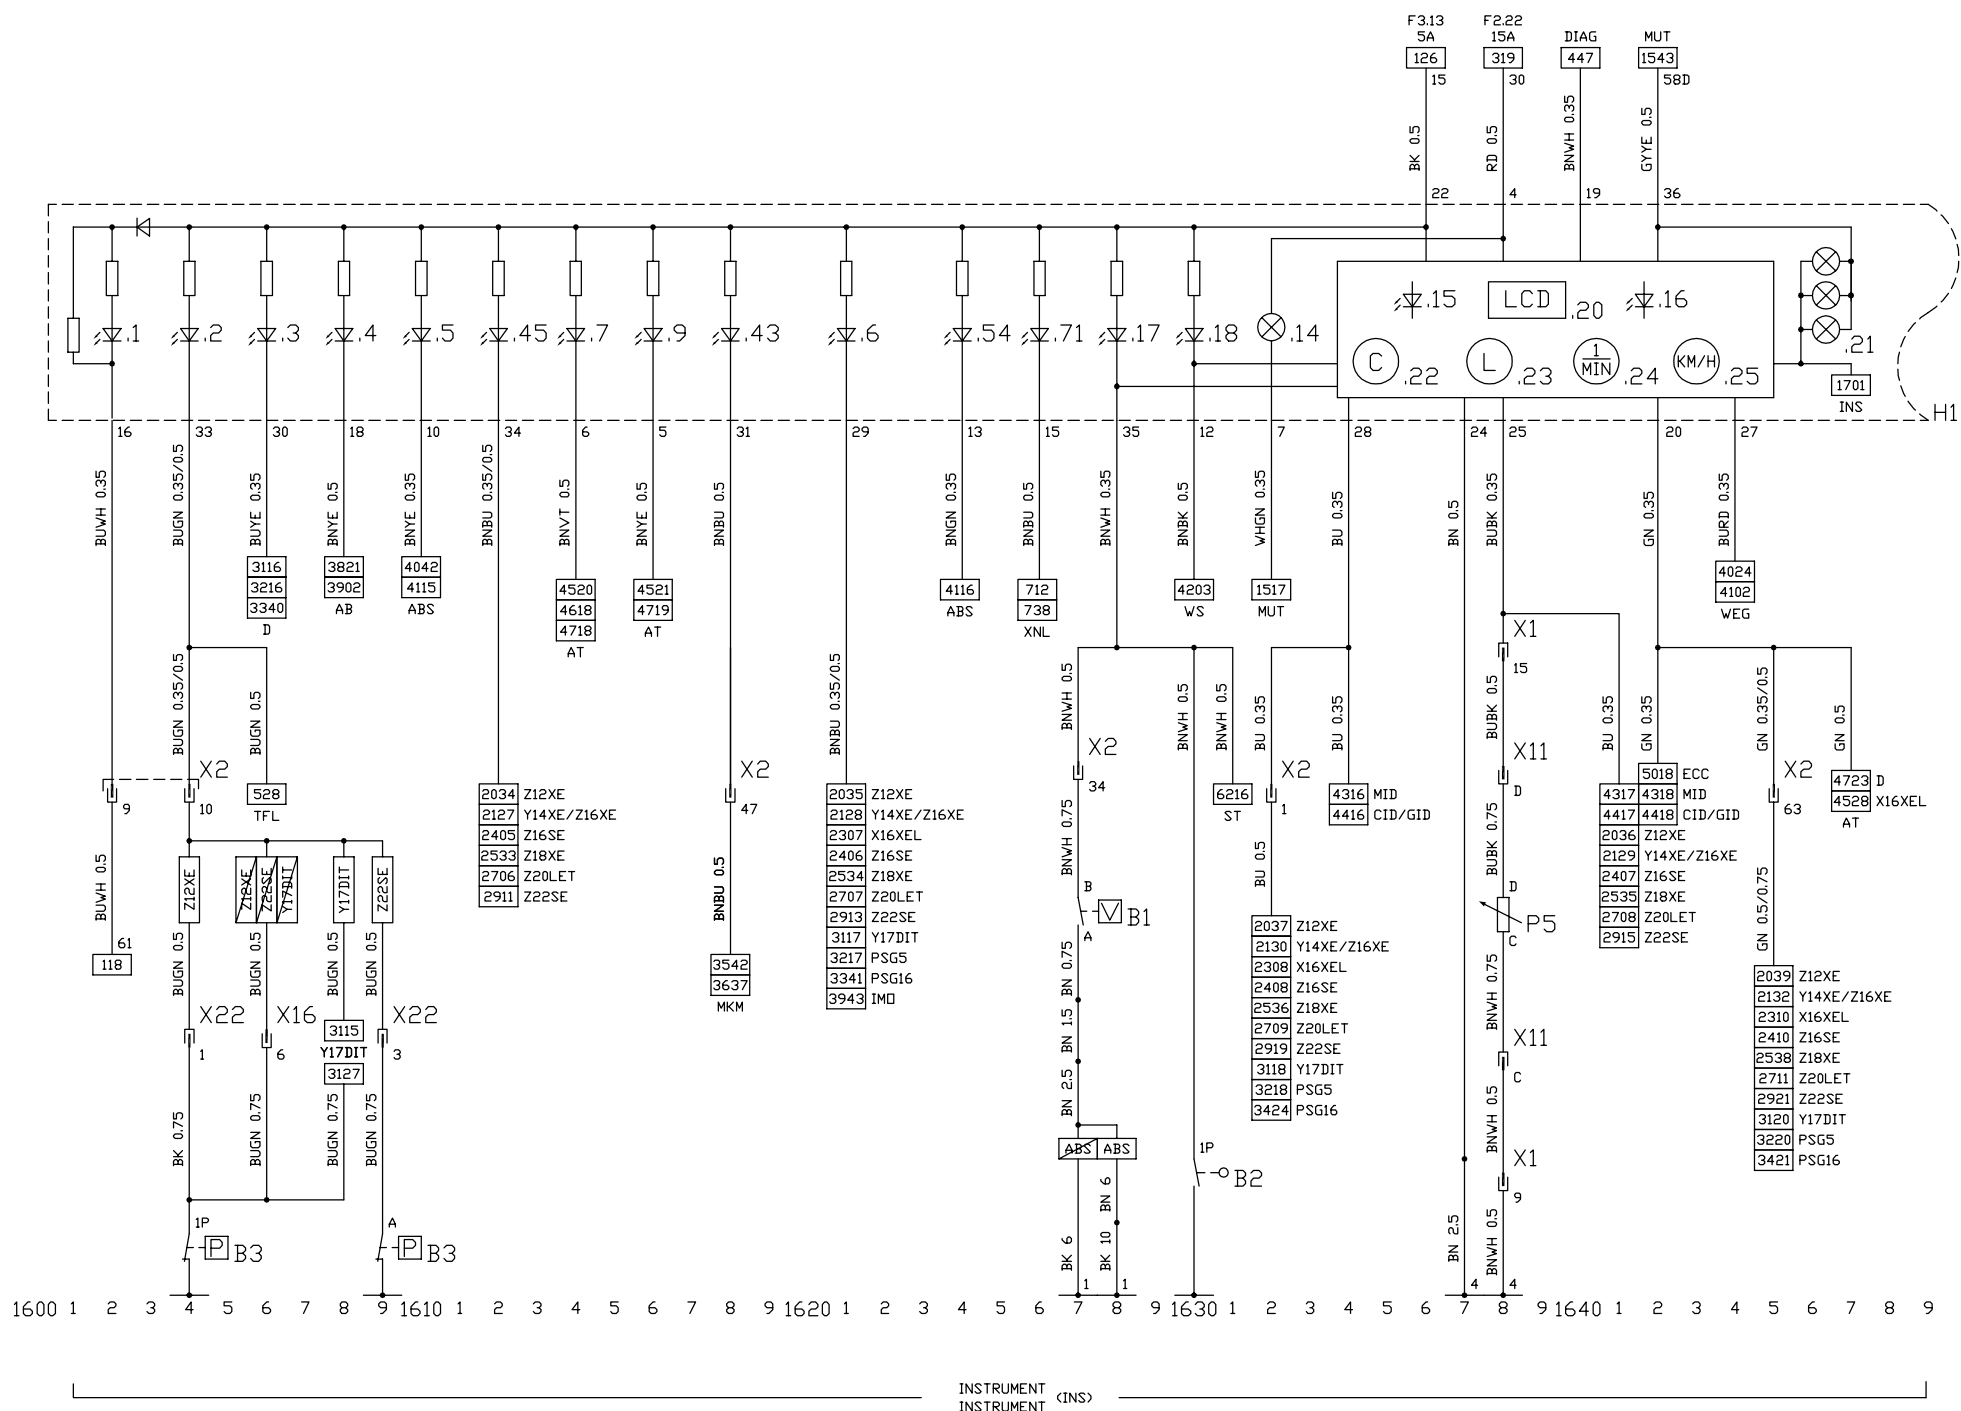 F3.13 F2.22
5A 15A DIAG MUT
126 319 447 1543
15 30 58D
BK 0.5 RD 0.5 BNWH 0.35 GYYE 0.5
22 4 19 36
.15 LCD .20 .16
.1 .2 .3 .4 .5 .45 .7 .9 .43 .6 .54 .71 .17 .18 .14 .21
C .22 L .23 1 MIN .24 KM/H .25
1701
INS
H1
16 33 30 18 10 34 6 5 31 29 13 15 35 12 7 28 24 25 20 27
BUWH 0.35 BUGN 0.35/0.5 BUYE 0.35 BNYE 0.5 BNYE 0.35 BNBU 0.35/0.5 BNVT 0.5 BNYE 0.5 BNBU 0.5 BNGN 0.35 BNBU 0.5 BNWH 0.35 BNBK 0.5 WHGN 0.35 BU 0.35 BN 0.5 BUBK 0.35 GN 0.35 BURD 0.35
3116
3216
3340
D
3821
3902
AB
4042
4115
ABS
4520
4618
4718
AT
4521
4719
AT
4116
ABS
712
738
XNL
4203
WS
1517
MUT
4024
4102
WEG
X1
15
BUGN 0.35/0.5 BUGN 0.5 BNBU 0.35/0.5 BNWH 0.5 BNWH 0.5 BNWH 0.5 BU 0.35 BU 0.35 BUBK 0.5 BU 0.35 GN 0.35 GN 0.35/0.5 GN 0.5
X2
9 10
528
TFL
2034 Z12XE
2127 Y14XE/Z16XE
2405 Z16SE
2533 Z18XE
2706 Z20LET
2911 Z22SE
X2
47
2035 Z12XE
2128 Y14XE/Z16XE
2307 X16XEL
2406 Z16SE
2534 Z18XE
2707 Z20LET
2913 Z22SE
3117 Y17DIT
3217 PSG5
3341 PSG16
3943 IMO
X2
34
6216
ST
X2
1
4316 MID
4416 CID/GID
X11
D
5018 ECC
4317 4318 MID
4417 4418 CID/GID
2036 Z12XE
2129 Y14XE/Z16XE
2407 Z16SE
2535 Z18XE
2708 Z20LET
2915 Z22SE
X2
63
4723 D
4528 X16XEL
AT
BUWH 0.5
61
118
Z12XE Z12XE Z22SE Y17DIT Y17DIT Z22SE
BUGN 0.5 BUGN 0.5 BUGN 0.5 BUGN 0.5
X22 X16 X22
1 6 3
3115
Y17DIT
3127
BNBU 0.5
3542
3637
MKM
BNWH 0.75
B
B1
A
BN 0.75
BN 1.5
BN 2.5
ABS ABS
BU 0.5
2037 Z12XE
2130 Y14XE/Z16XE
2308 X16XEL
2408 Z16SE
2536 Z18XE
2709 Z20LET
2919 Z22SE
3118 Y17DIT
3218 PSG5
3424 PSG16
BUBK 0.75
D
P5
C
BNWH 0.75
X11
C
BNWH 0.5
X1
9
GN 0.5/0.75
2039 Z12XE
2132 Y14XE/Z16XE
2310 X16XEL
2410 Z16SE
2538 Z18XE
2711 Z20LET
2921 Z22SE
3120 Y17DIT
3220 PSG5
3421 PSG16
BK 0.75 BUGN 0.75 BUGN 0.75 BUGN 0.75
1P A
P B3 P B3
1P
B2
BN 6
BK 6 BK 10 BN 2.5 BNWH 0.5
1 1 4 4
1600 1 2 3 4 5 6 7 8 9 1610 1 2 3 4 5 6 7 8 9 1620 1 2 3 4 5 6 7 8 9 1630 1 2 3 4 5 6 7 8 9 1640 1 2 3 4 5 6 7 8 9
INSTRUMENT (INS)
INSTRUMENT